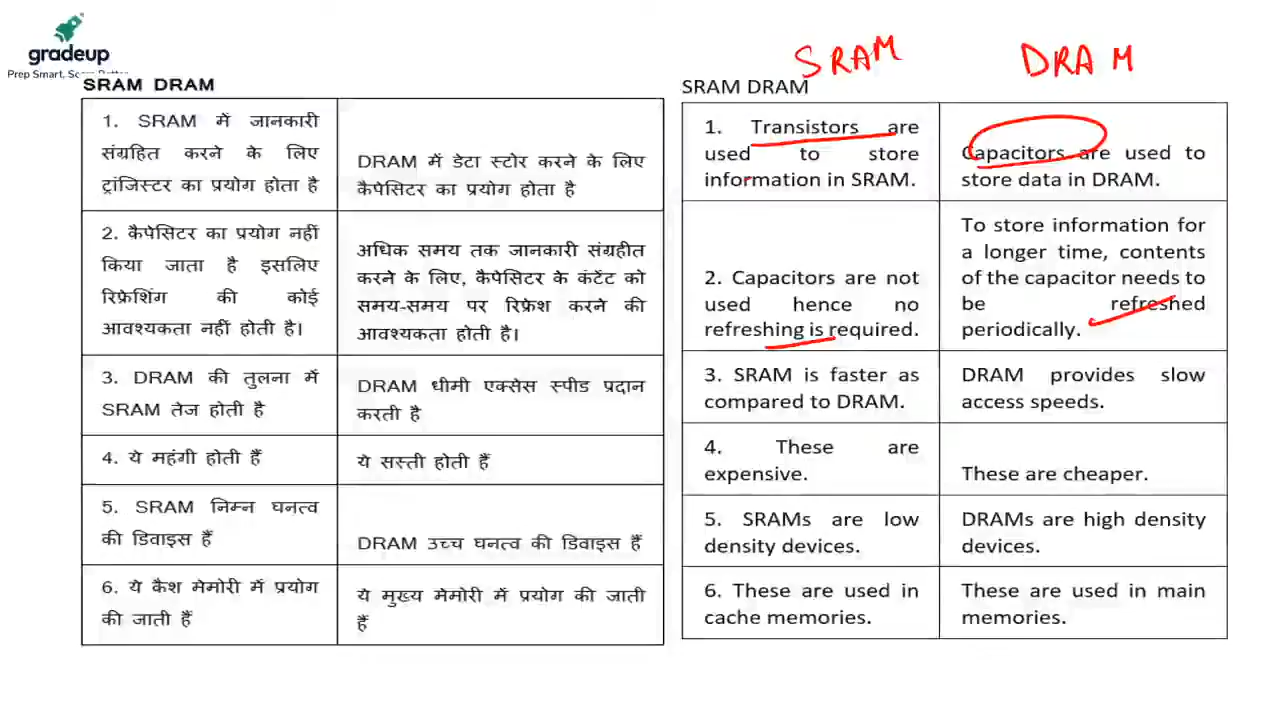 gradeup
Prep Smart, Score Better
SRAM DRAM
1. SRAM में जानकारी
संग्रहित करने के लिए
ट्रांजिस्टर का प्रयोग होता है
DRAM में डेटा स्टोर करने के लिए
कैपेसिटर का प्रयोग होता है
2. कैपेसिटर का प्रयोग नहीं
किया जाता है इसलिए
रिफ्रेशिंग की कोई
आवश्यकता नहीं होती है।
अधिक समय तक जानकारी संग्रहीत
करने के लिए, कैपेसिटर के कंटेंट को
समय-समय पर रिफ्रेश करने की
आवश्यकता होती है।
3. DRAM की तुलना में
SRAM तेज होती है
DRAM धीमी एक्सेस स्पीड प्रदान
करती है
4. ये महंगी होती हैं
ये सस्ती होती हैं
5. SRAM निम्न घनत्व
की डिवाइस हैं
DRAM उच्च घनत्व की डिवाइस हैं
6. ये कैश मेमोरी में प्रयोग
की जाती हैं
ये मुख्य मेमोरी में प्रयोग की जाती
हैं
SRAM DRAM
SRAM DRAM
1. Transistors are
used to store
information in SRAM.
Capacitors are used to
store data in DRAM.
2. Capacitors are not
used hence no
refreshing is required.
To store information for
a longer time, contents
of the capacitor needs to
be refreshed
periodically.
3. SRAM is faster as
compared to DRAM.
DRAM provides slow
access speeds.
4. These are
expensive.
These are cheaper.
5. SRAMs are low
density devices.
DRAMs are high density
devices.
6. These are used in
cache memories.
These are used in main
memories.